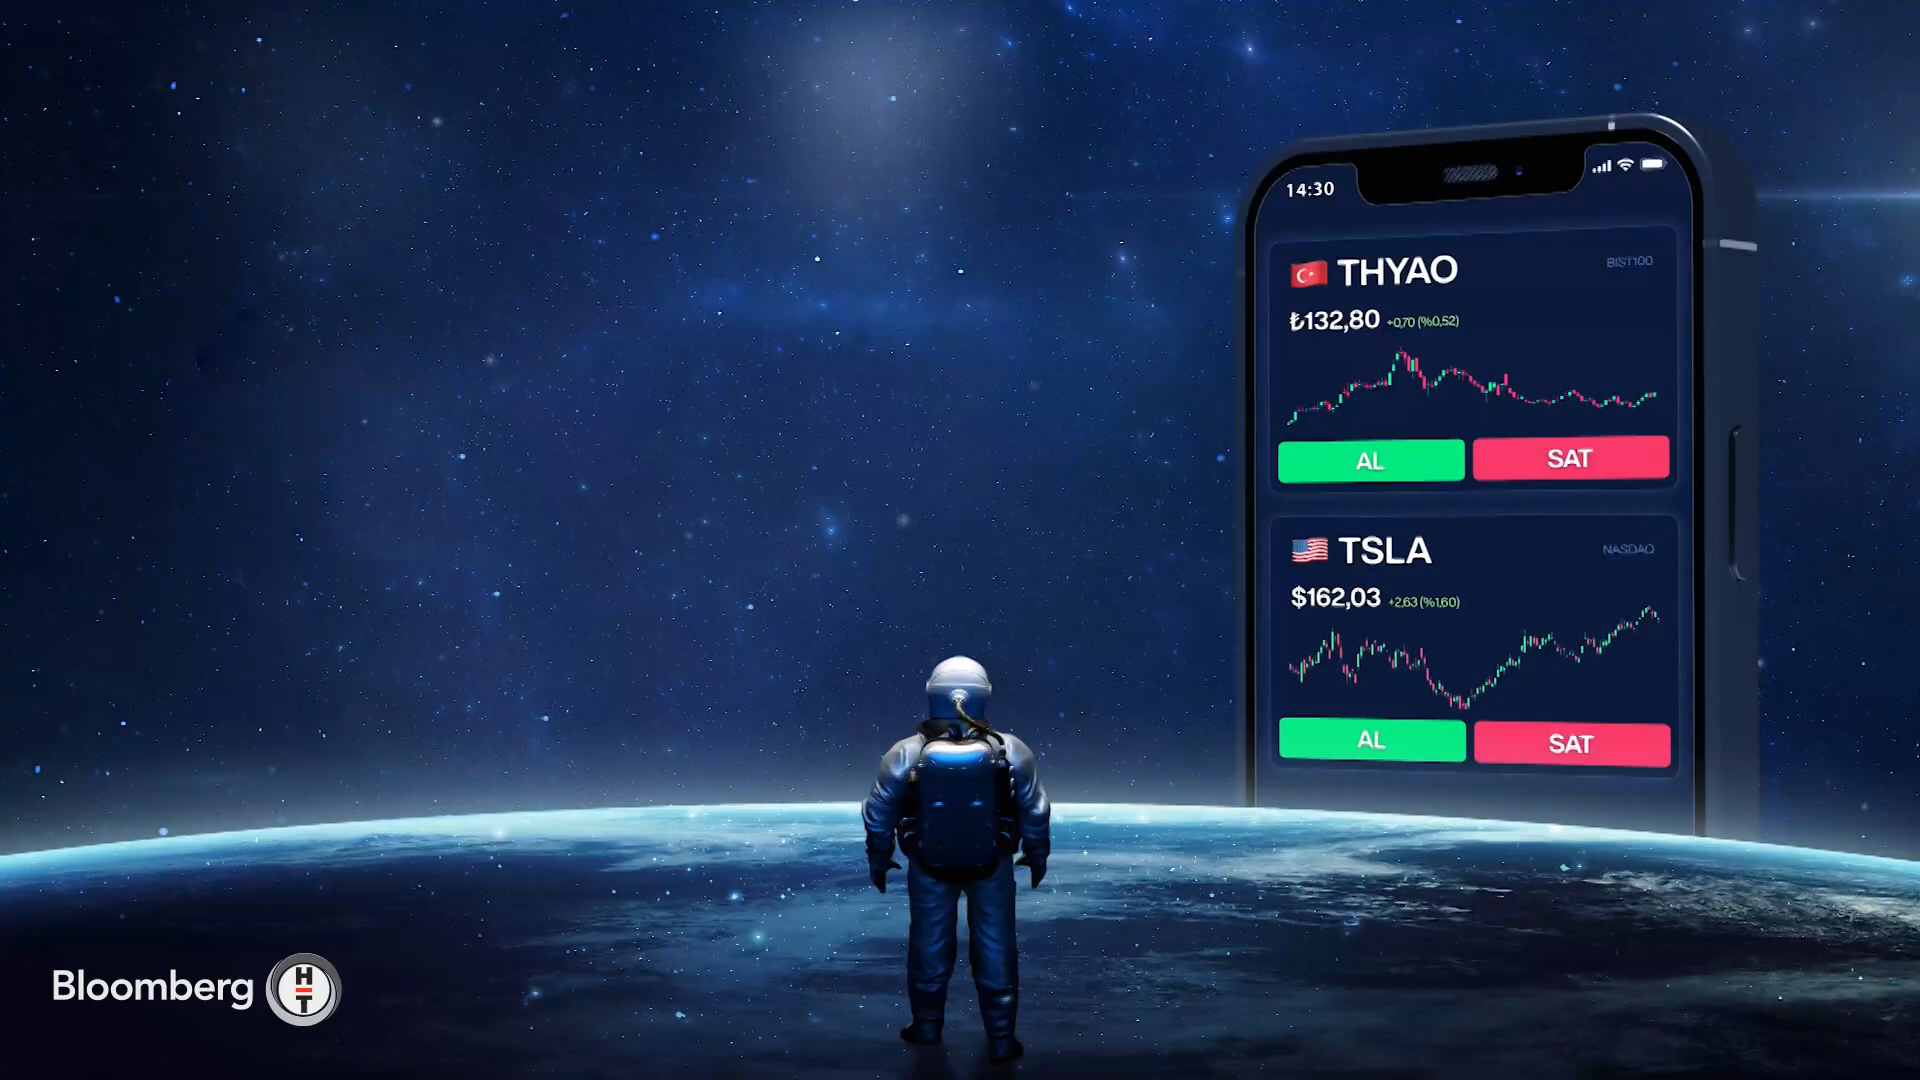 14:30
THYAO
BIST100
₺132,80 +0,70 (%0,52)
AL
SAT
TSLA
NASDAQ
$162,03 +2,63 (%1,60)
AL
SAT
Bloomberg HT